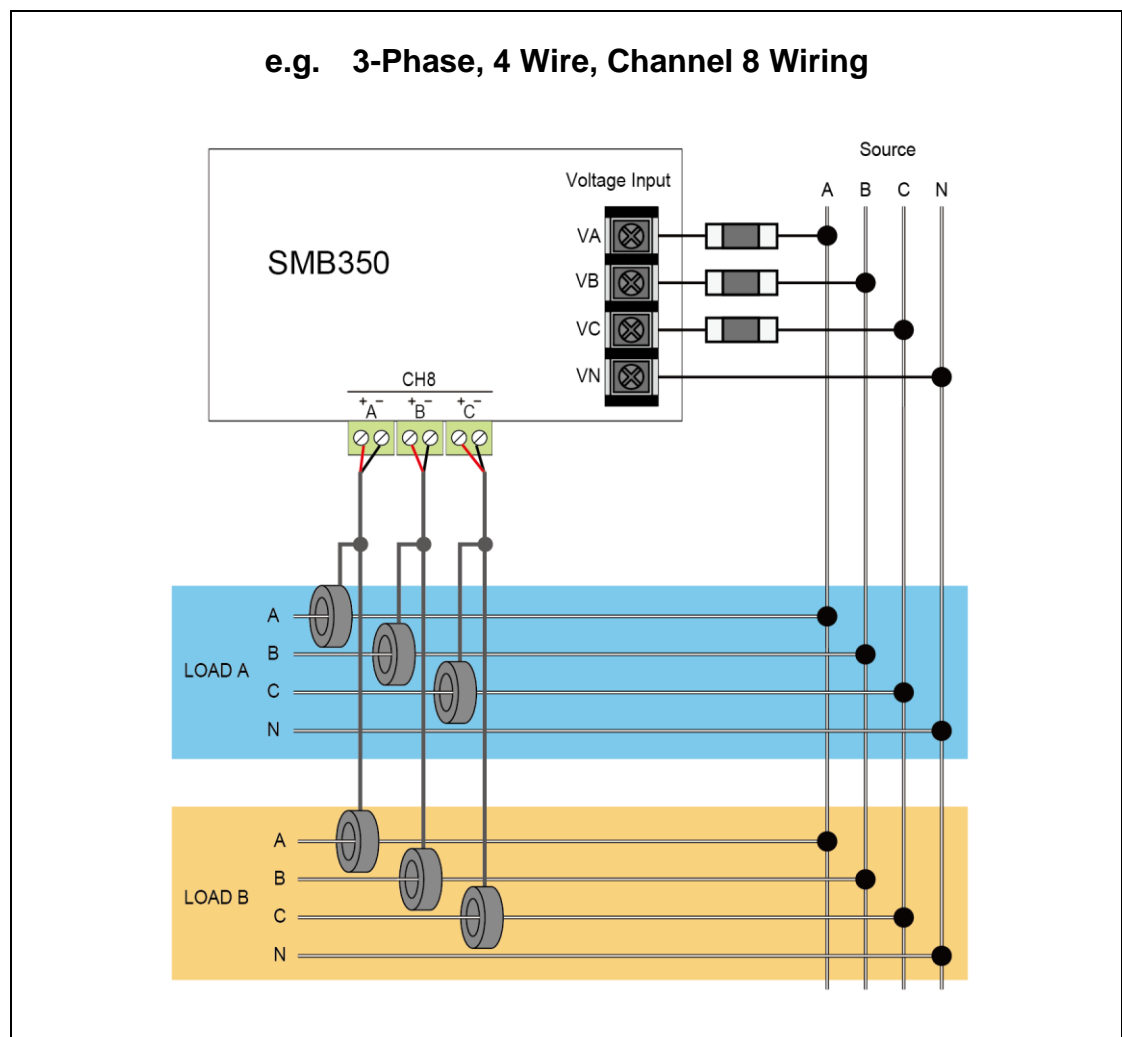 e.g. 3-Phase, 4 Wire, Channel 8 Wiring
Source
A B C N
Voltage Input
VA
VB
VC
VN
SMB350
CH8
+ - + - + -
A B C
LOAD A
A
B
C
N
LOAD B
A
B
C
N